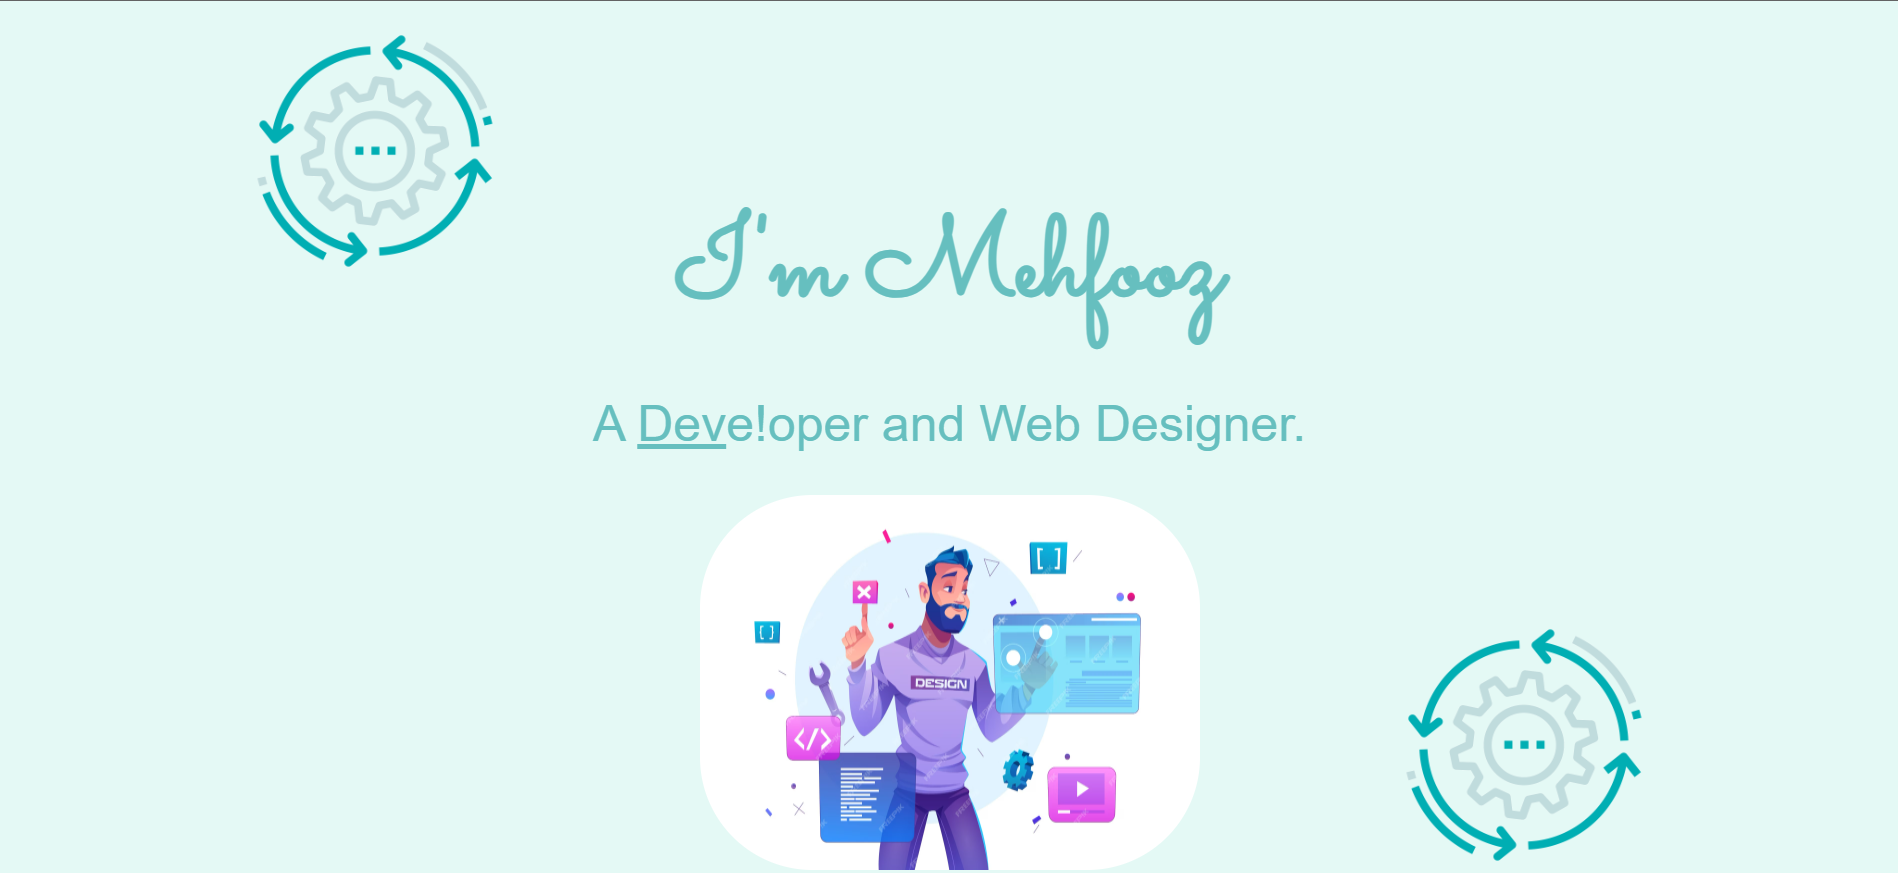 I'm Mehfooz
A Deve!oper and Web Designer.
[ ]
{ }
DESIGN
</>